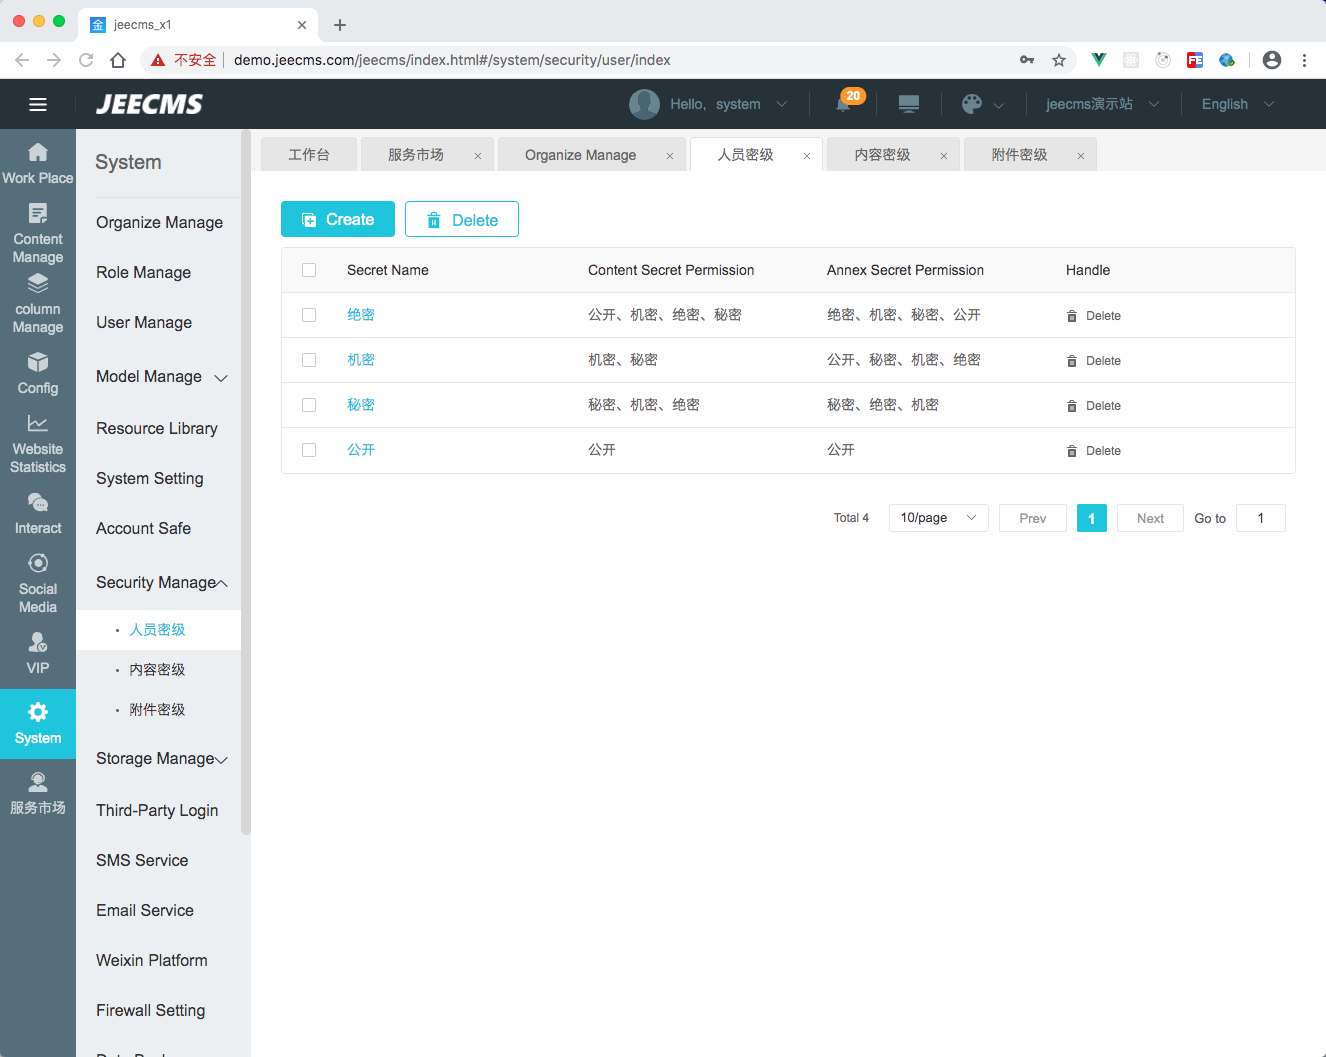 金 jeecms_x1
不安全 demo.jeecms.com/jeecms/index.html#/system/security/user/index
FE
JEECMS
Hello, system
20
jeecms演示站
English
Work Place
Content
Manage
column
Manage
Config
Website
Statistics
Interact
Social
Media
VIP
System
服务市场
System
Organize Manage
Role Manage
User Manage
Model Manage
Resource Library
System Setting
Account Safe
Security Manage
人员密级
内容密级
附件密级
Storage Manage
Third-Party Login
SMS Service
Email Service
Weixin Platform
Firewall Setting
工作台 服务市场 Organize Manage 人员密级 内容密级 附件密级
Create Delete
Secret Name Content Secret Permission Annex Secret Permission Handle
绝密 公开、机密、绝密、秘密 绝密、机密、秘密、公开 Delete
机密 机密、秘密 公开、秘密、机密、绝密 Delete
秘密 秘密、机密、绝密 秘密、绝密、机密 Delete
公开 公开 公开 Delete
Total 4 10/page Prev 1 Next Go to 1